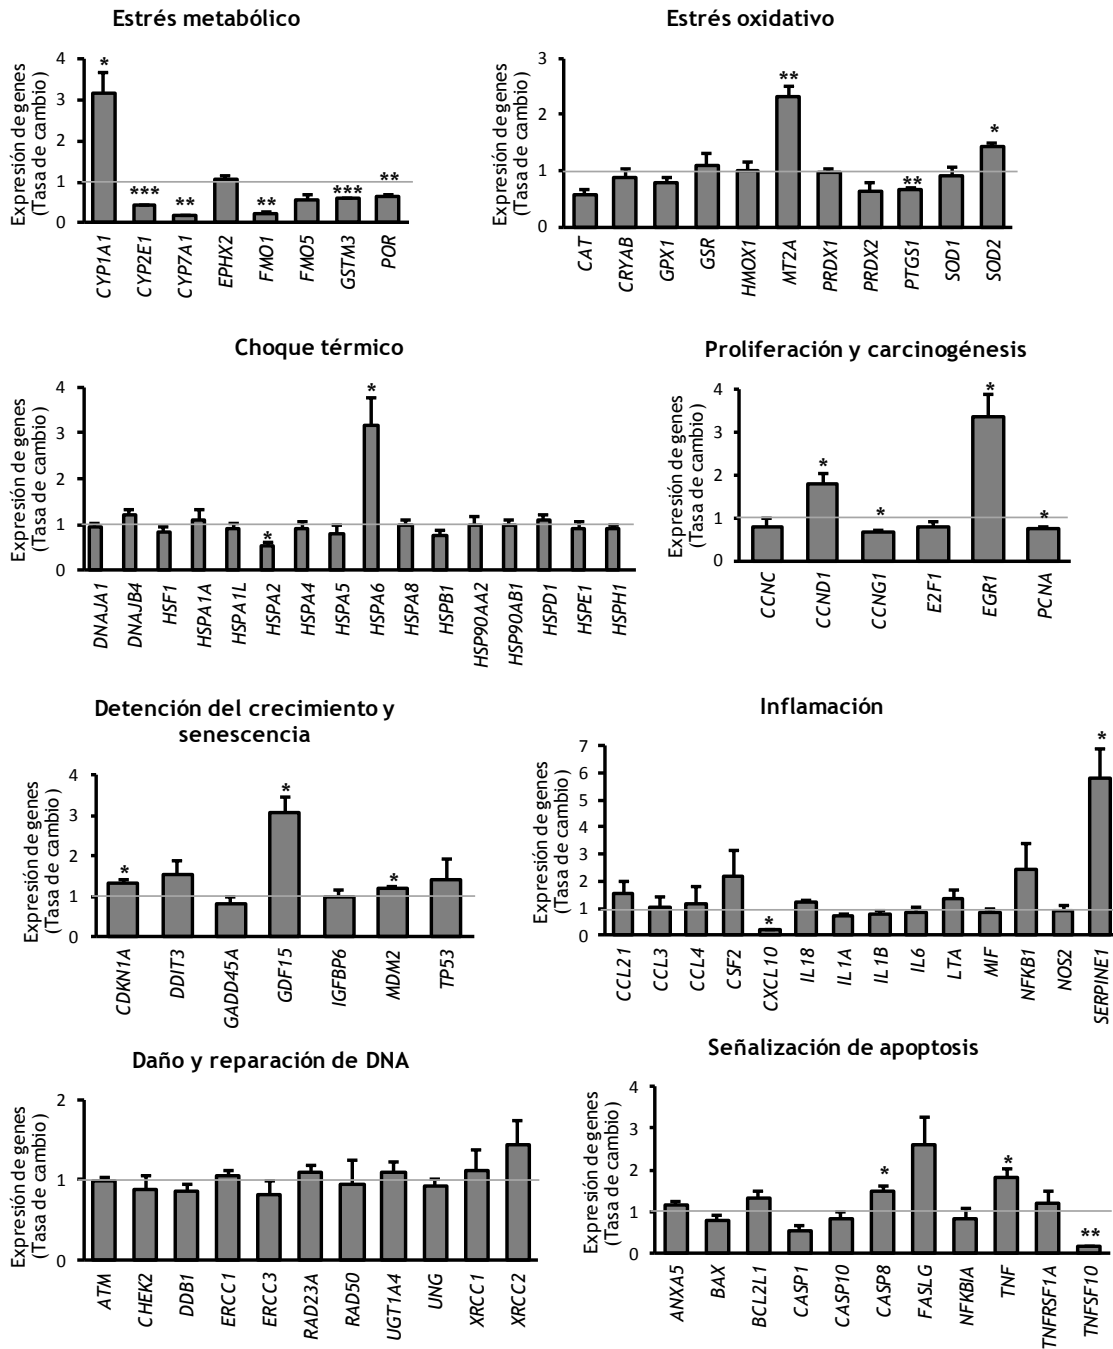 Estrés metabólico
Expresión de genes
(Tasa de cambio)
4
3
2
1
0
*
***
**
**
***
**
CYP1A1
CYP2E1
CYP7A1
EPHX2
FMO1
FMO5
GSTM3
POR
Estrés oxidativo
Expresión de genes
(Tasa de cambio)
3
2
1
0
**
**
*
CAT
CRYAB
GPX1
GSR
HMOX1
MT2A
PRDX1
PRDX2
PTGS1
SOD1
SOD2
Choque térmico
Expresión de genes
(Tasa de cambio)
4
3
2
1
0
*
*
DNAJA1
DNAJB4
HSF1
HSPA1A
HSPA1L
HSPA2
HSPA4
HSPA5
HSPA6
HSPA8
HSPB1
HSP90AA2
HSP90AB1
HSPD1
HSPE1
HSPH1
Proliferación y carcinogénesis
Expresión de genes
(Tasa de cambio)
4
3
2
1
0
*
*
*
*
CCNC
CCND1
CCNG1
E2F1
EGR1
PCNA
Detención del crecimiento y
senescencia
Expresión de genes
(Tasa de cambio)
4
3
2
1
0
*
*
*
CDKN1A
DDIT3
GADD45A
GDF15
IGFBP6
MDM2
TP53
Inflamación
Expresión de genes
(Tasa de cambio)
7
6
5
4
3
2
1
0
*
*
CCL21
CCL3
CCL4
CSF2
CXCL10
IL18
IL1A
IL1B
IL6
LTA
MIF
NFKB1
NOS2
SERPINE1
Daño y reparación de DNA
Expresión de genes
(Tasa de cambio)
2
1
0
ATM
CHEK2
DDB1
ERCC1
ERCC3
RAD23A
RAD50
UGT1A4
UNG
XRCC1
XRCC2
Señalización de apoptosis
Expresión de genes
(Tasa de cambio)
4
3
2
1
0
*
*
**
ANXA5
BAX
BCL2L1
CASP1
CASP10
CASP8
FASLG
NFKBIA
TNF
TNFRSF1A
TNFSF10